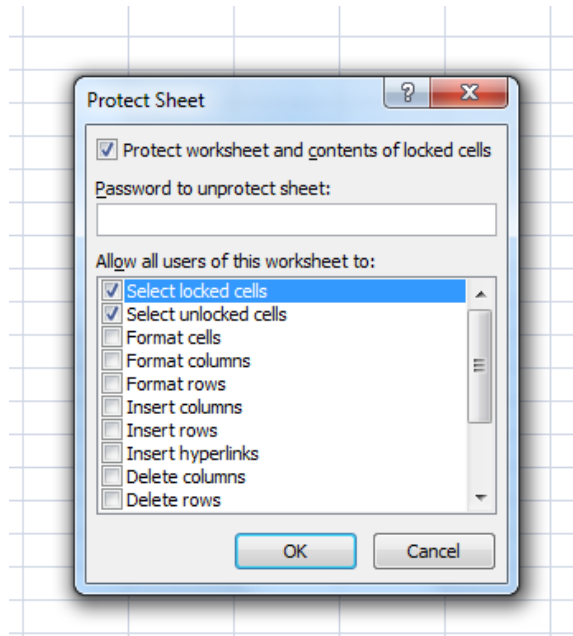 Protect Sheet
Protect worksheet and contents of locked cells
Password to unprotect sheet:
Allow all users of this worksheet to:
Select locked cells
Select unlocked cells
Format cells
Format columns
Format rows
Insert columns
Insert rows
Insert hyperlinks
Delete columns
Delete rows
OK Cancel